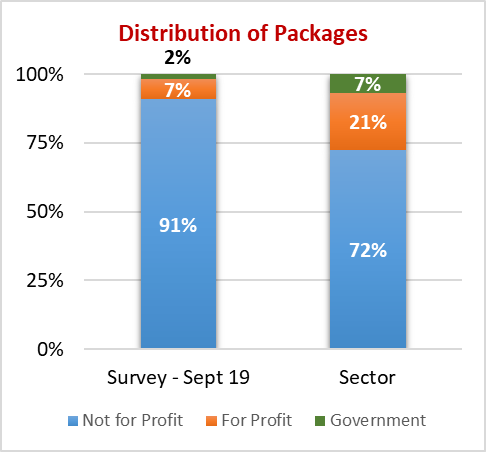 Distribution of Packages
2%
100%
7%
7%
75%
21%
50%
91%
72%
25%
0%
Survey - Sept 19
Sector
Not for Profit
For Profit
Government